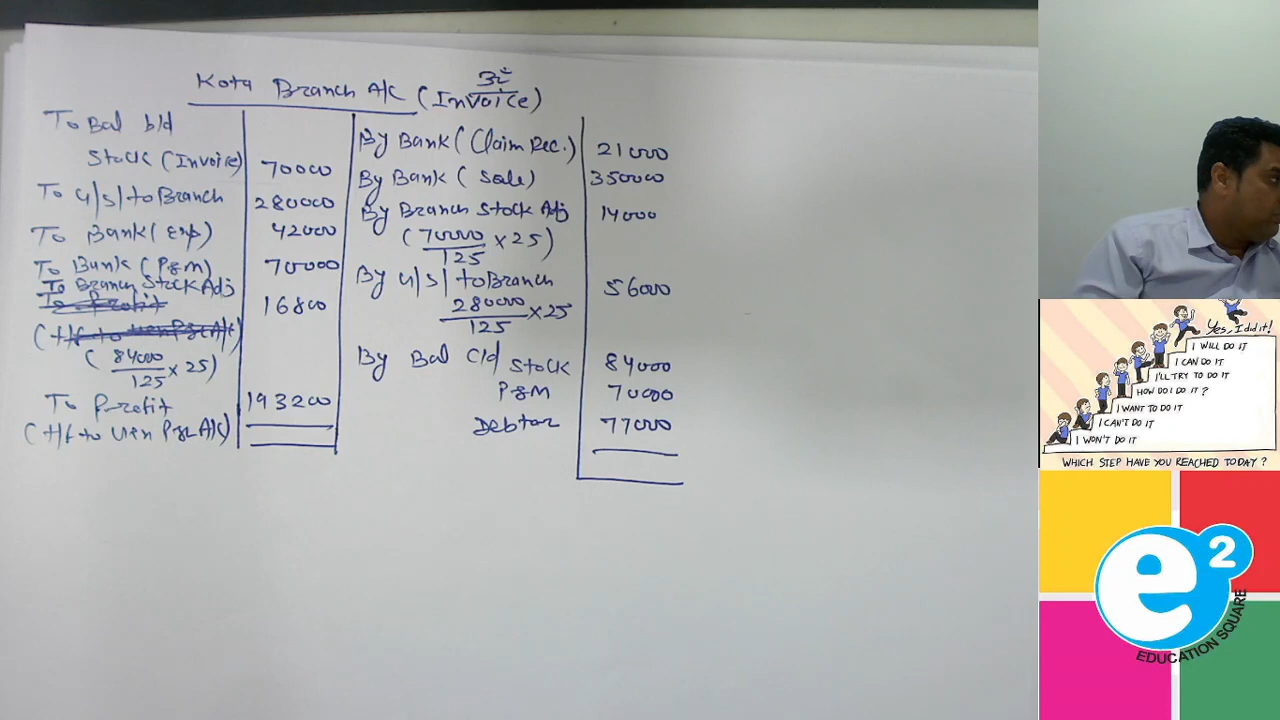 Kota Branch A/c (Invoice)
To Bal b/d
Stock (Invoice) 70000
To G/S/ to Branch 280000
To Bank (Exp) 42000
To Bank (P&M) 70000
To Branch Stock Adj 16800
To Profit
(84000/125 × 25)
To Profit 193200
(t/f to Gen P&L A/c)
By Bank (Claim Rec.) 21000
By Bank (Sale) 350000
By Branch Stock Adj 14000
(70000/125 × 25)
By G/S/ to Branch 56000
280000/125 × 25
By Bal c/d Stock 84000
P&M 70000
Debtor 77000
Yes, I did it!
I WILL DO IT
I CAN DO IT
I'LL TRY TO DO IT
HOW DO I DO IT ?
I WANT TO DO IT
I CAN'T DO IT
I WON'T DO IT
WHICH STEP HAVE YOU REACHED TODAY ?
e2
EDUCATION SQUARE